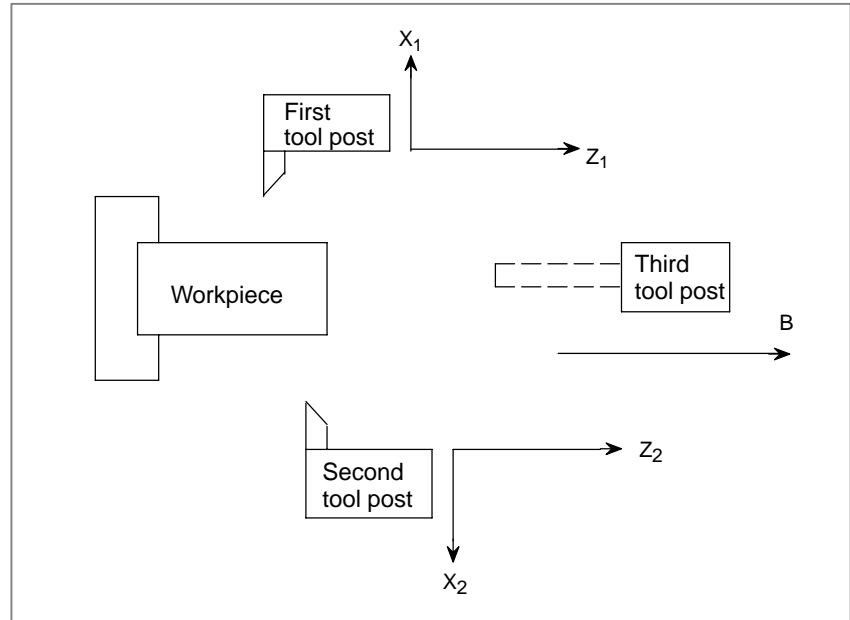 X1
First
tool post
Z1
Third
tool post
Workpiece
B
Z2
Second
tool post
X2